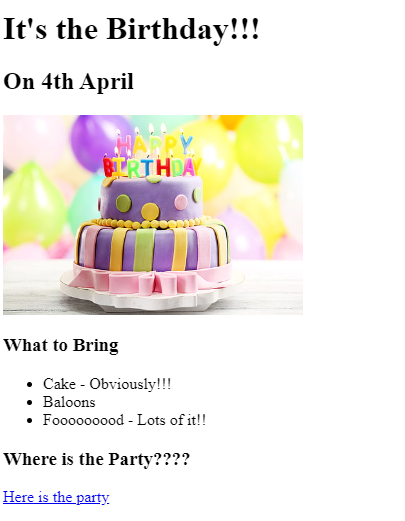 It's the Birthday!!!
On 4th April
HAPPY
BIRTHDAY
What to Bring
Cake - Obviously!!!
Baloons
Fooooooood - Lots of it!!
Where is the Party????
Here is the party